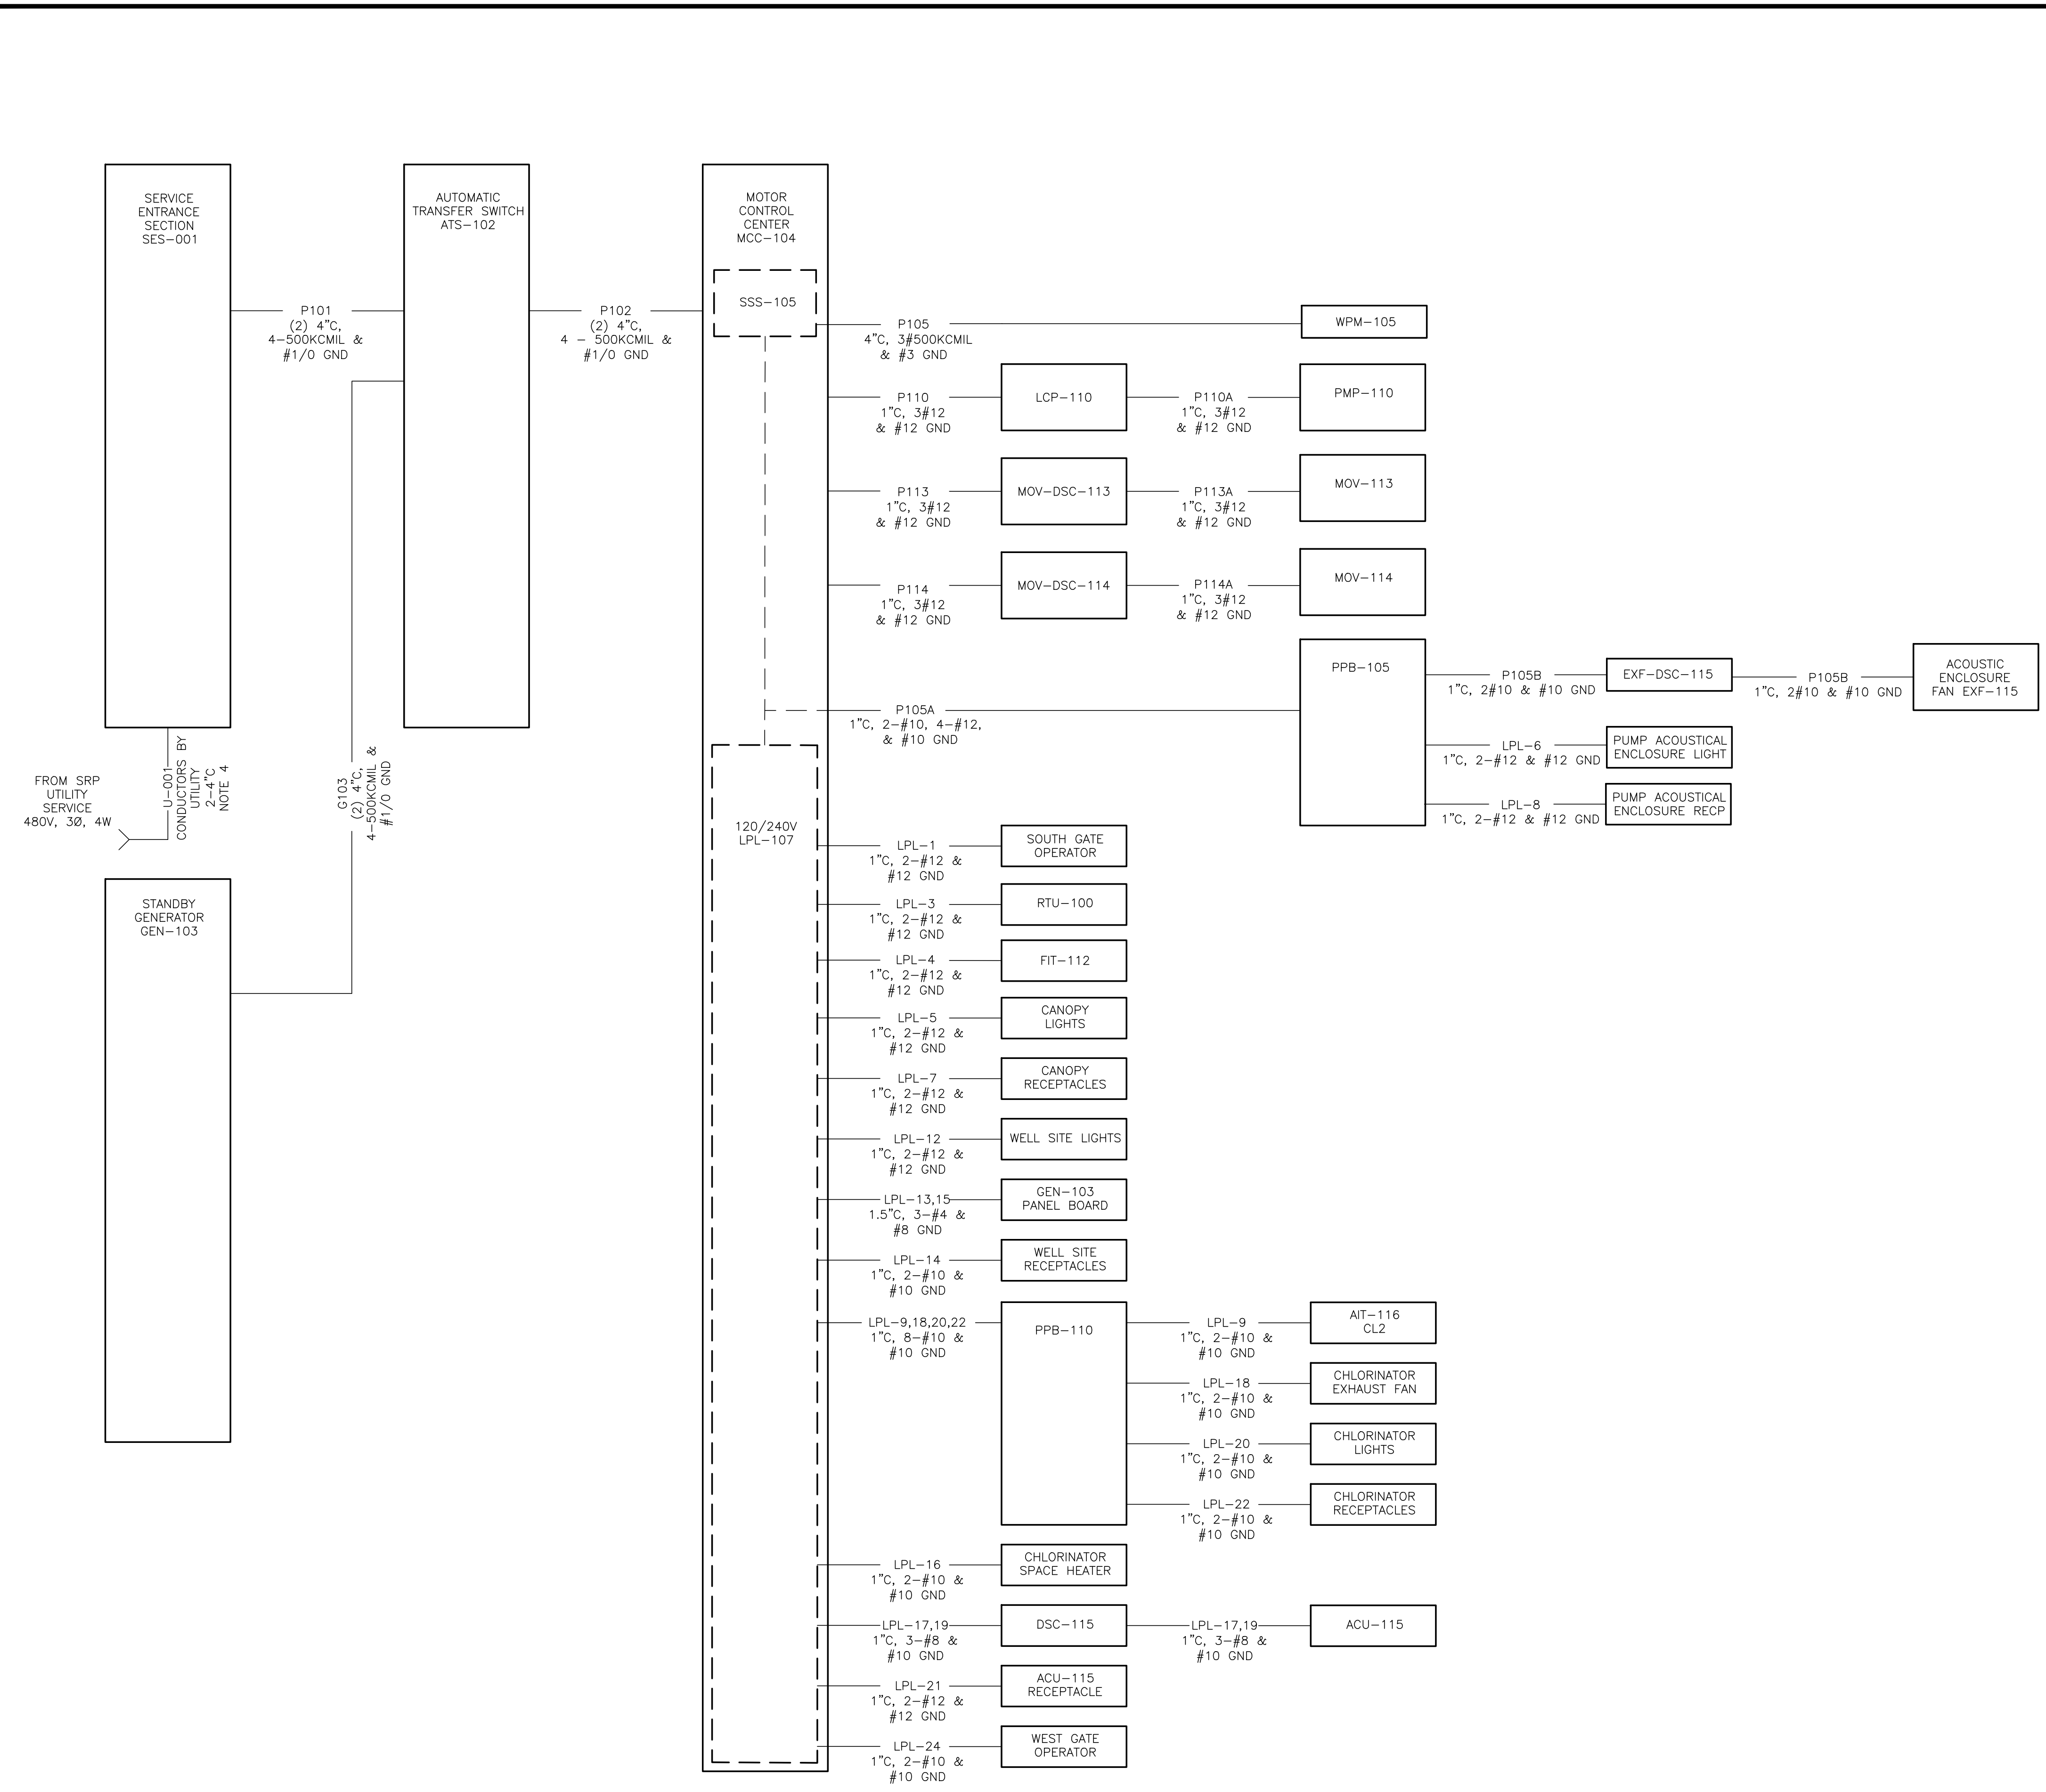 SERVICE
ENTRANCE
SECTION
SES-001
AUTOMATIC
TRANSFER SWITCH
ATS-102
MOTOR
CONTROL
CENTER
MCC-104
SSS-105
P101
(2) 4"C,
4-500KCMIL &
#1/0 GND
P102
(2) 4"C,
4 - 500KCMIL &
#1/0 GND
P105
4"C, 3#500KCMIL
& #3 GND
WPM-105
P110
1"C, 3#12
& #12 GND
LCP-110
P110A
1"C, 3#12
& #12 GND
PMP-110
P113
1"C, 3#12
& #12 GND
MOV-DSC-113
P113A
1"C, 3#12
& #12 GND
MOV-113
P114
1"C, 3#12
& #12 GND
MOV-DSC-114
P114A
1"C, 3#12
& #12 GND
MOV-114
P105A
1"C, 2-#10, 4-#12,
& #10 GND
PPB-105
P105B
1"C, 2#10 & #10 GND
EXF-DSC-115
P105B
1"C, 2#10 & #10 GND
ACOUSTIC
ENCLOSURE
FAN EXF-115
LPL-6
1"C, 2-#12 & #12 GND
PUMP ACOUSTICAL
ENCLOSURE LIGHT
LPL-8
1"C, 2-#12 & #12 GND
PUMP ACOUSTICAL
ENCLOSURE RECP
FROM SRP
UTILITY
SERVICE
480V, 3Ø, 4W
U-001
CONDUCTORS BY
UTILITY
2-4"C
NOTE 4
G103
(2) 4"C,
4-500KCMIL &
#1/0 GND
STANDBY
GENERATOR
GEN-103
120/240V
LPL-107
LPL-1
1"C, 2-#12 &
#12 GND
SOUTH GATE
OPERATOR
LPL-3
1"C, 2-#12 &
#12 GND
RTU-100
LPL-4
1"C, 2-#12 &
#12 GND
FIT-112
LPL-5
1"C, 2-#12 &
#12 GND
CANOPY
LIGHTS
LPL-7
1"C, 2-#12 &
#12 GND
CANOPY
RECEPTACLES
LPL-12
1"C, 2-#12 &
#12 GND
WELL SITE LIGHTS
LPL-13,15
1.5"C, 3-#4 &
#8 GND
GEN-103
PANEL BOARD
LPL-14
1"C, 2-#10 &
#10 GND
WELL SITE
RECEPTACLES
LPL-9,18,20,22
1"C, 8-#10 &
#10 GND
PPB-110
LPL-9
1"C, 2-#10 &
#10 GND
AIT-116
CL2
LPL-18
1"C, 2-#10 &
#10 GND
CHLORINATOR
EXHAUST FAN
LPL-20
1"C, 2-#10 &
#10 GND
CHLORINATOR
LIGHTS
LPL-22
1"C, 2-#10 &
#10 GND
CHLORINATOR
RECEPTACLES
LPL-16
1"C, 2-#10 &
#10 GND
CHLORINATOR
SPACE HEATER
LPL-17,19
1"C, 3-#8 &
#10 GND
DSC-115
LPL-17,19
1"C, 3-#8 &
#10 GND
ACU-115
LPL-21
1"C, 2-#12 &
#12 GND
ACU-115
RECEPTACLE
LPL-24
1"C, 2-#10 &
#10 GND
WEST GATE
OPERATOR